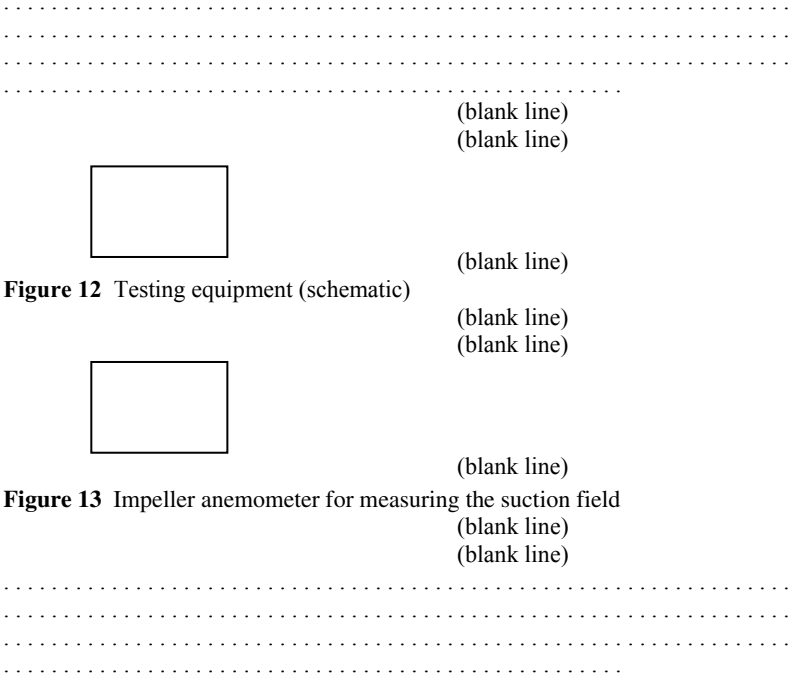 . . . . . . . . . . . . . . . . . . . . . . . . . . . . . . . . . . . . . . . . . . . . . . . . . . . . . . . . . . . . . . . . . .
. . . . . . . . . . . . . . . . . . . . . . . . . . . . . . . . . . . . . . . . . . . . . . . . . . . . . . . . . . . . . . . . . .
. . . . . . . . . . . . . . . . . . . . . . . . . . . . . . . . . . . . . . . . . . . . . . . . . . . . . . . . . . . . . . . . . .
. . . . . . . . . . . . . . . . . . . . . . . . . . . . . . . . . . . . . . . . . . . . . . . . . . . .
(blank line)
(blank line)
(blank line)
Figure 12 Testing equipment (schematic)
(blank line)
(blank line)
(blank line)
Figure 13 Impeller anemometer for measuring the suction field
(blank line)
(blank line)
. . . . . . . . . . . . . . . . . . . . . . . . . . . . . . . . . . . . . . . . . . . . . . . . . . . . . . . . . . . . . . . . . .
. . . . . . . . . . . . . . . . . . . . . . . . . . . . . . . . . . . . . . . . . . . . . . . . . . . . . . . . . . . . . . . . . .
. . . . . . . . . . . . . . . . . . . . . . . . . . . . . . . . . . . . . . . . . . . . . . . . . . . . . . . . . . . . . . . . . .
. . . . . . . . . . . . . . . . . . . . . . . . . . . . . . . . . . . . . . . . . . . . . . . . . . . .